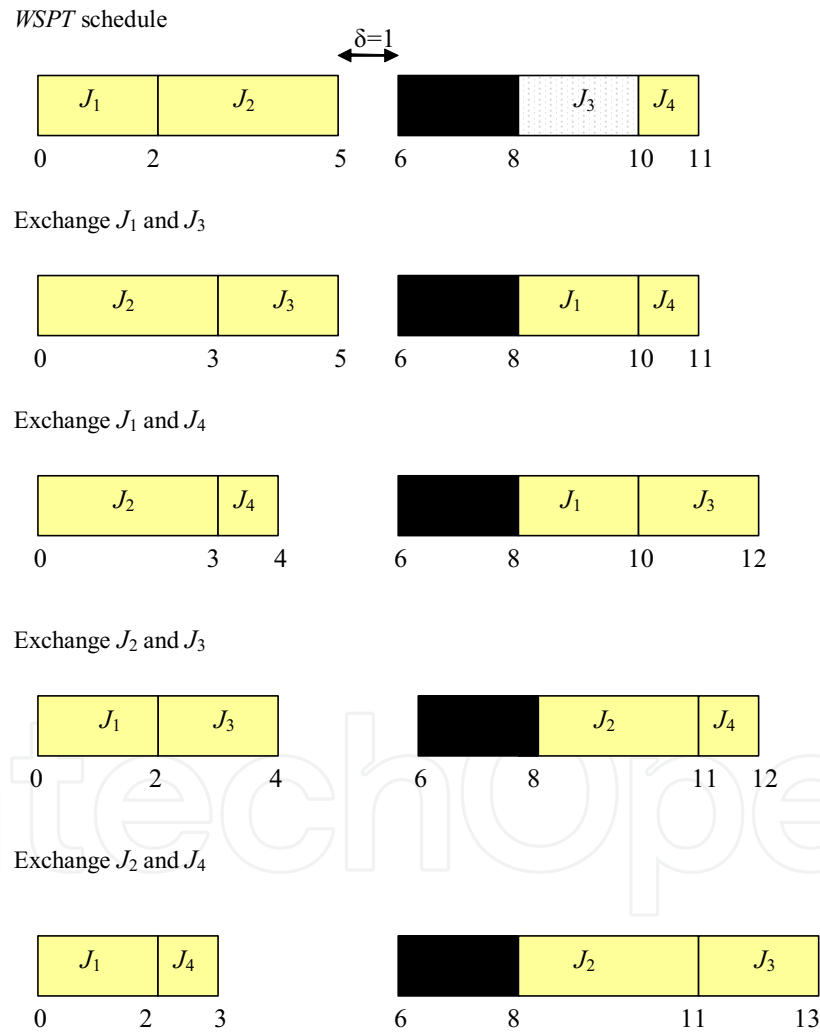 WSPT schedule
δ=1
J1 J2 J3 J4
0 2 5 6 8 10 11
Exchange J1 and J3
J2 J3 J1 J4
0 3 5 6 8 10 11
Exchange J1 and J4
J2 J4 J1 J3
0 3 4 6 8 10 12
Exchange J2 and J3
J1 J3 J2 J4
0 2 4 6 8 11 12
Exchange J2 and J4
J1 J4 J2 J3
0 2 3 6 8 11 13